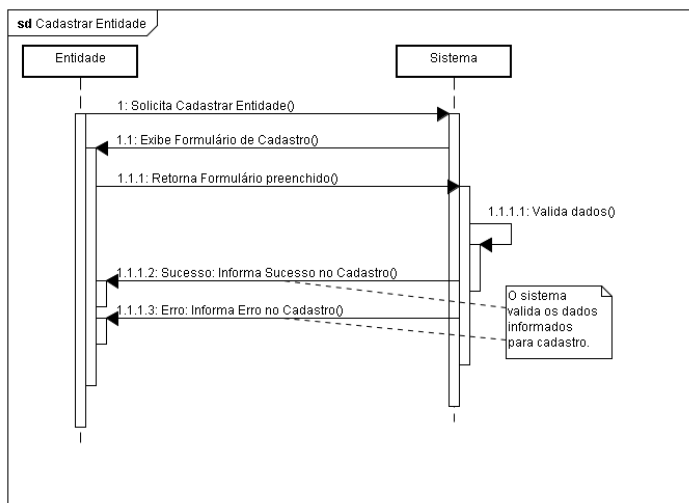 sd Cadastrar Entidade
Entidade
Sistema
1: Solicita Cadastrar Entidade()
1.1: Exibe Formulário de Cadastro()
1.1.1: Retorna Formulário preenchido()
1.1.1.1: Valida dados()
1.1.1.2: Sucesso: Informa Sucesso no Cadastro()
1.1.1.3: Erro: Informa Erro no Cadastro()
O sistema
valida os dados
informados
para cadastro.